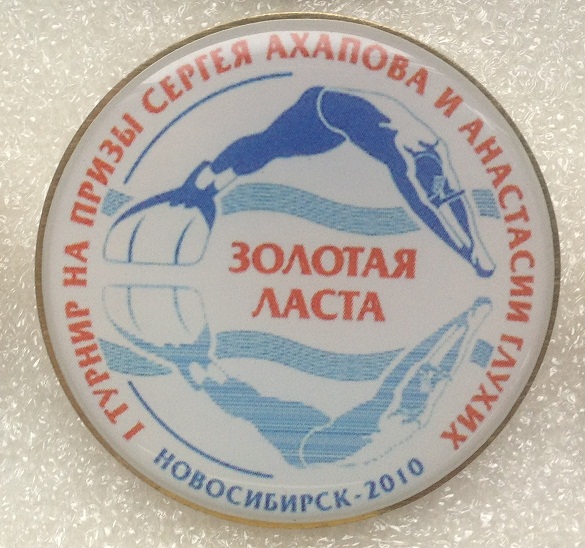 I ТУРНИР НА ПРИЗЫ СЕРГЕЯ АХАПОВА И АНАСТАСИИ ГЛУХИХ
ЗОЛОТАЯ
ЛАСТА
НОВОСИБИРСК-2010